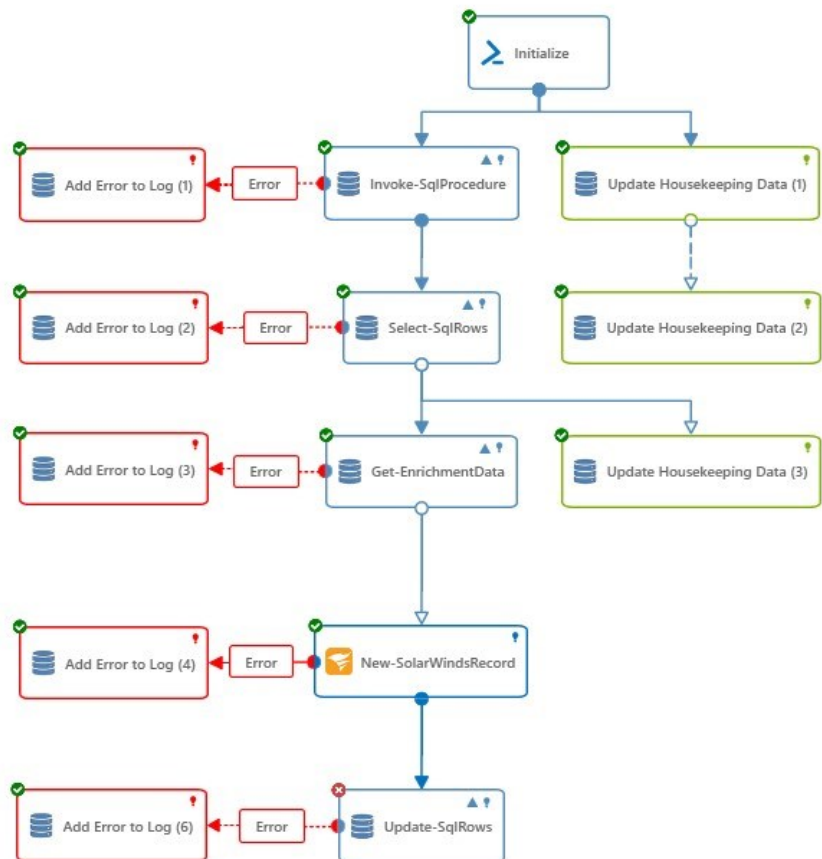 Initialize
Add Error to Log (1)
Error
Invoke-SqlProcedure
Update Housekeeping Data (1)
Add Error to Log (2)
Error
Select-SqlRows
Update Housekeeping Data (2)
Add Error to Log (3)
Error
Get-EnrichmentData
Update Housekeeping Data (3)
Add Error to Log (4)
Error
New-SolarWindsRecord
Add Error to Log (6)
Error
Update-SqlRows